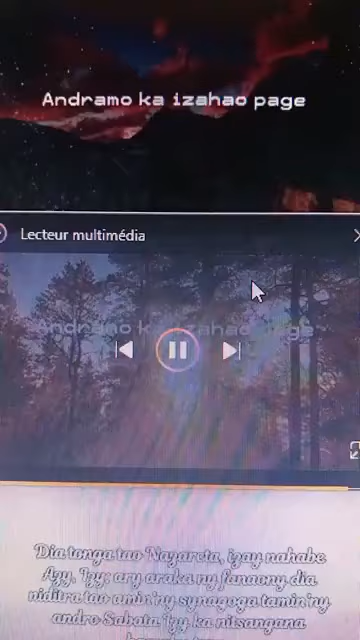 Andramo ka izahao page
Lecteur multimédia
Andramo ka izahao page
Dia tonga tao Nazareta, izay nahabe
Azy, Izy; ary araka ny fanaony dia
niditra tao amin'ny synagoga tamin'ny
andro Sabata Izy ka nitsangana